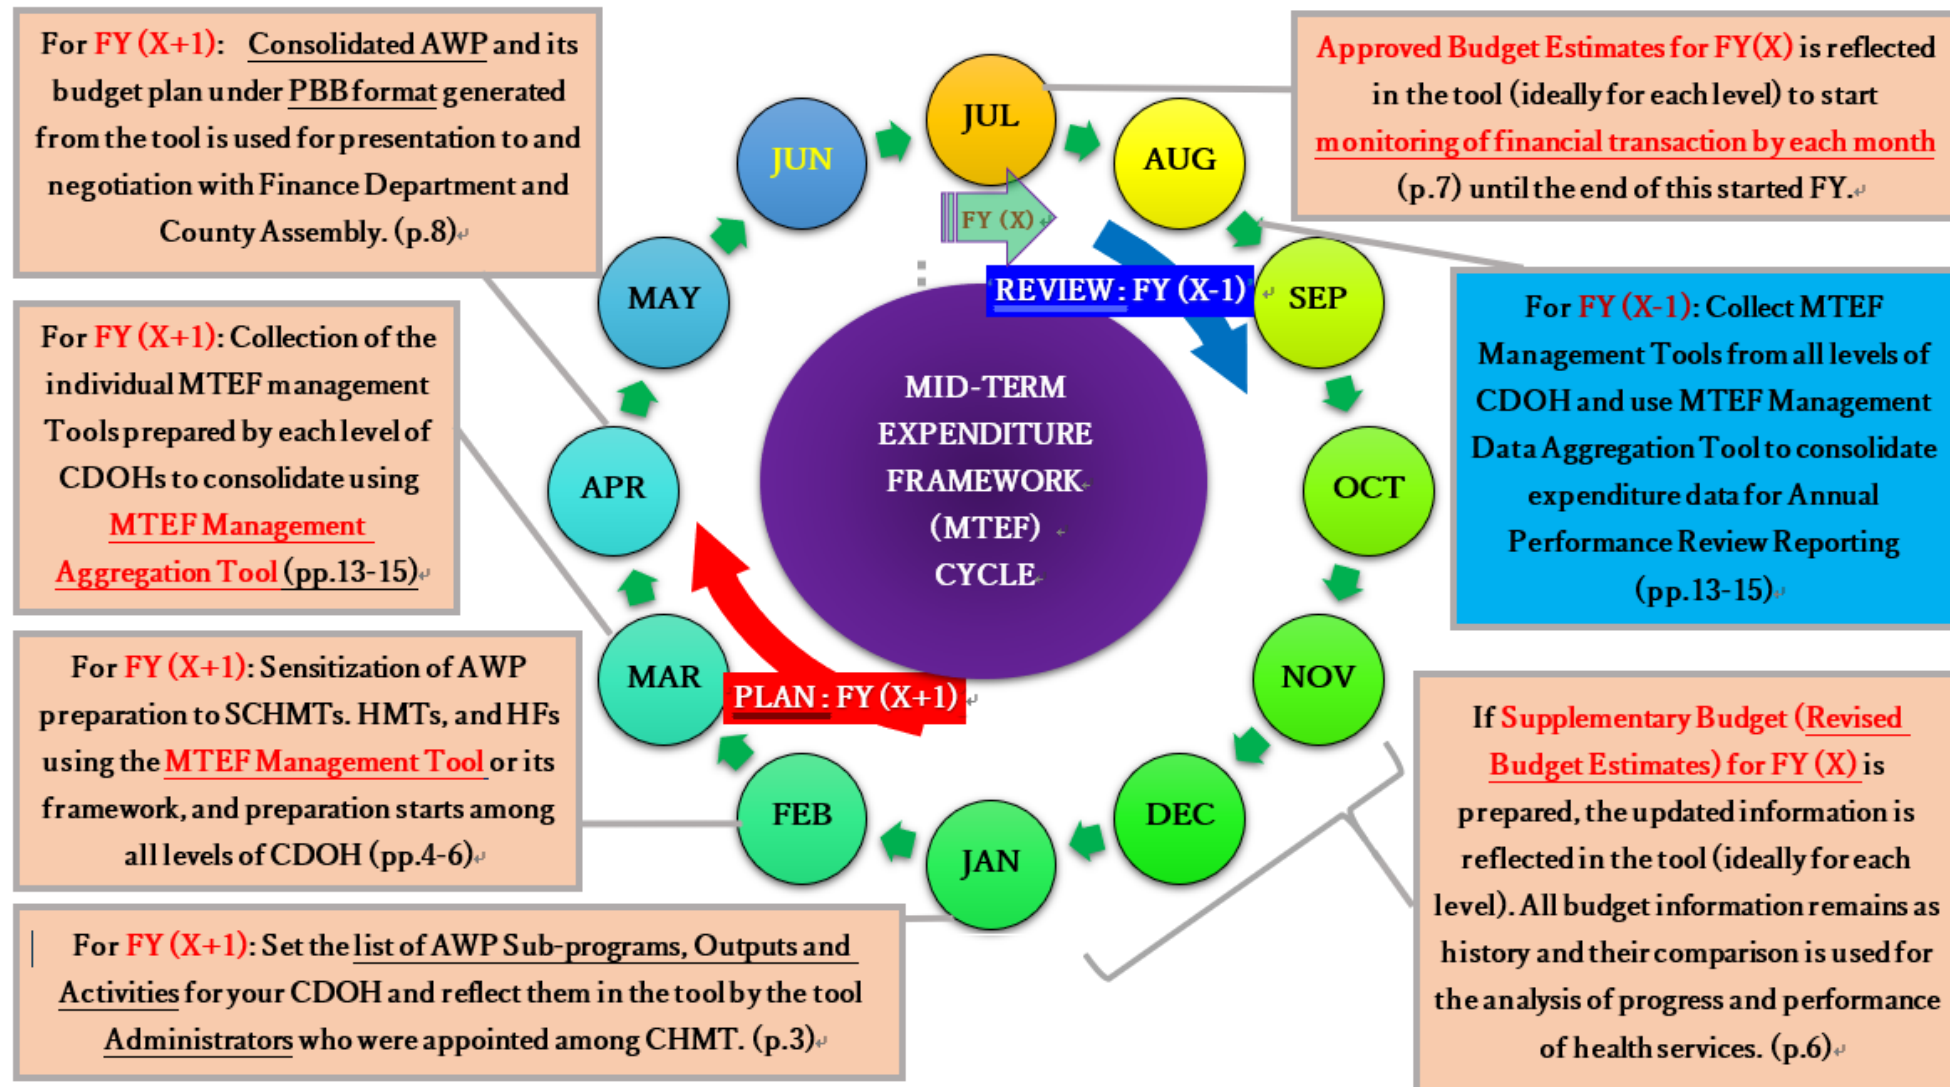 For FY (X+1): Consolidated AWP and its
budget plan under PBB format generated
from the tool is used for presentation to and
negotiation with Finance Department and
County Assembly. (p.8)
For FY (X+1): Collection of the
individual MTEF management
Tools prepared by each level of
CDOHs to consolidate using
MTEF Management
Aggregation Tool (pp.13-15)
For FY (X+1): Sensitization of AWP
preparation to SCHMTs. HMTs, and HFs
using the MTEF Management Tool or its
framework, and preparation starts among
all levels of CDOH (pp.4-6)
For FY (X+1): Set the list of AWP Sub-programs, Outputs and
Activities for your CDOH and reflect them in the tool by the tool
Administrators who were appointed among CHMT. (p.3)
JUL
AUG
SEP
OCT
NOV
DEC
JAN
FEB
MAR
APR
MAY
JUN
FY (X)
REVIEW : FY (X-1)
MID-TERM
EXPENDITURE
FRAMEWORK
(MTEF)
CYCLE
PLAN : FY (X+1)
Approved Budget Estimates for FY(X) is reflected
in the tool (ideally for each level) to start
monitoring of financial transaction by each month
(p.7) until the end of this started FY.
For FY (X-1): Collect MTEF
Management Tools from all levels of
CDOH and use MTEF Management
Data Aggregation Tool to consolidate
expenditure data for Annual
Performance Review Reporting
(pp.13-15)
If Supplementary Budget (Revised
Budget Estimates) for FY (X) is
prepared, the updated information is
reflected in the tool (ideally for each
level). All budget information remains as
history and their comparison is used for
the analysis of progress and performance
of health services. (p.6)